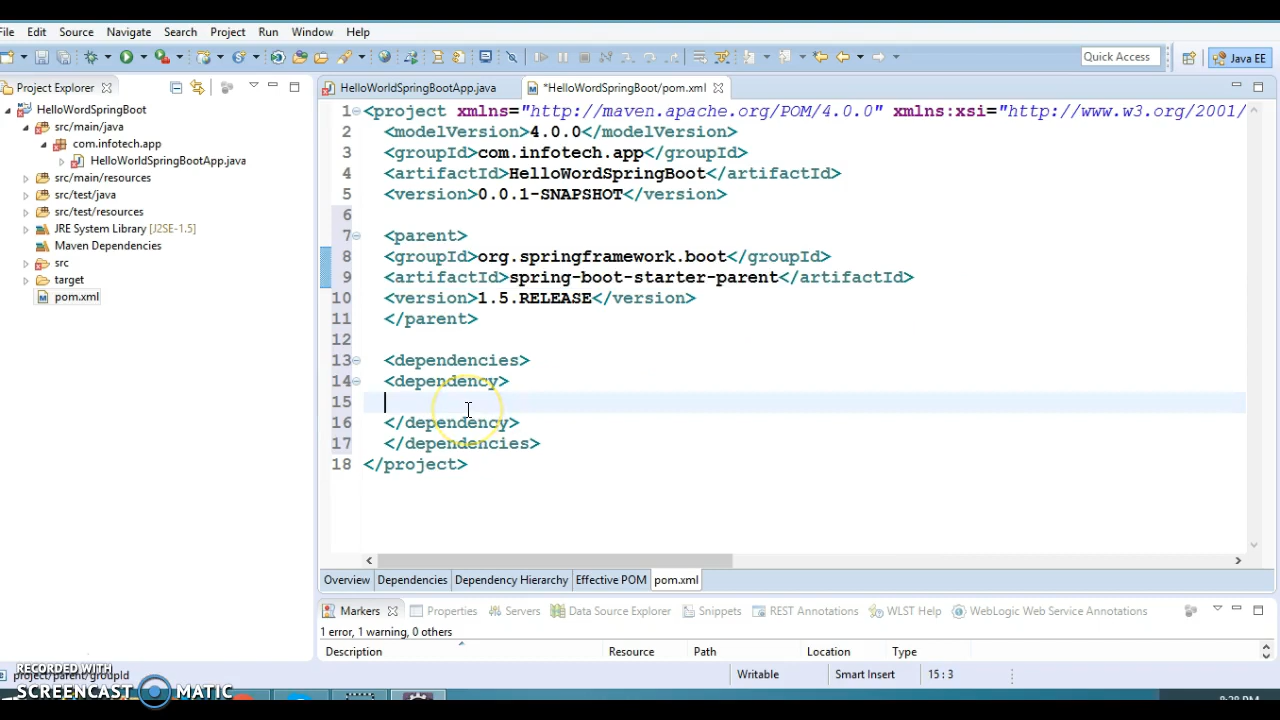 File Edit Source Navigate Search Project Run Window Help
Quick Access Java EE
Project Explorer
HelloWorldSpringBootApp.java *HelloWordSpringBoot/pom.xml
HelloWordSpringBoot
src/main/java
com.infotech.app
HelloWorldSpringBootApp.java
src/main/resources
src/test/java
src/test/resources
JRE System Library [J2SE-1.5]
Maven Dependencies
src
target
pom.xml
1 <project xmlns="http://maven.apache.org/POM/4.0.0" xmlns:xsi="http://www.w3.org/2001/
2 <modelVersion>4.0.0</modelVersion>
3 <groupId>com.infotech.app</groupId>
4 <artifactId>HelloWordSpringBoot</artifactId>
5 <version>0.0.1-SNAPSHOT</version>
6
7 <parent>
8 <groupId>org.springframework.boot</groupId>
9 <artifactId>spring-boot-starter-parent</artifactId>
10 <version>1.5.RELEASE</version>
11 </parent>
12
13 <dependencies>
14 <dependency>
15
16 </dependency>
17 </dependencies>
18 </project>
Overview Dependencies Dependency Hierarchy Effective POM pom.xml
Markers Properties Servers Data Source Explorer Snippets REST Annotations WLST Help WebLogic Web Service Annotations
1 error, 1 warning, 0 others
Description Resource Path Location Type
project/parent/groupId Writable Smart Insert 15 : 3
RECORDED WITH
SCREENCAST MATIC